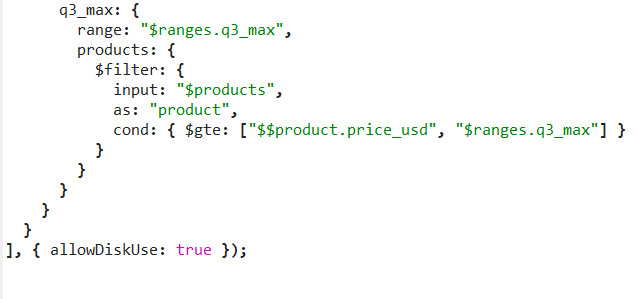 q3_max: {
range: "$ranges.q3_max",
products: {
$filter: {
input: "$products",
as: "product",
cond: { $gte: ["$$product.price_usd", "$ranges.q3_max"] }
}
}
}
}
}
], { allowDiskUse: true });